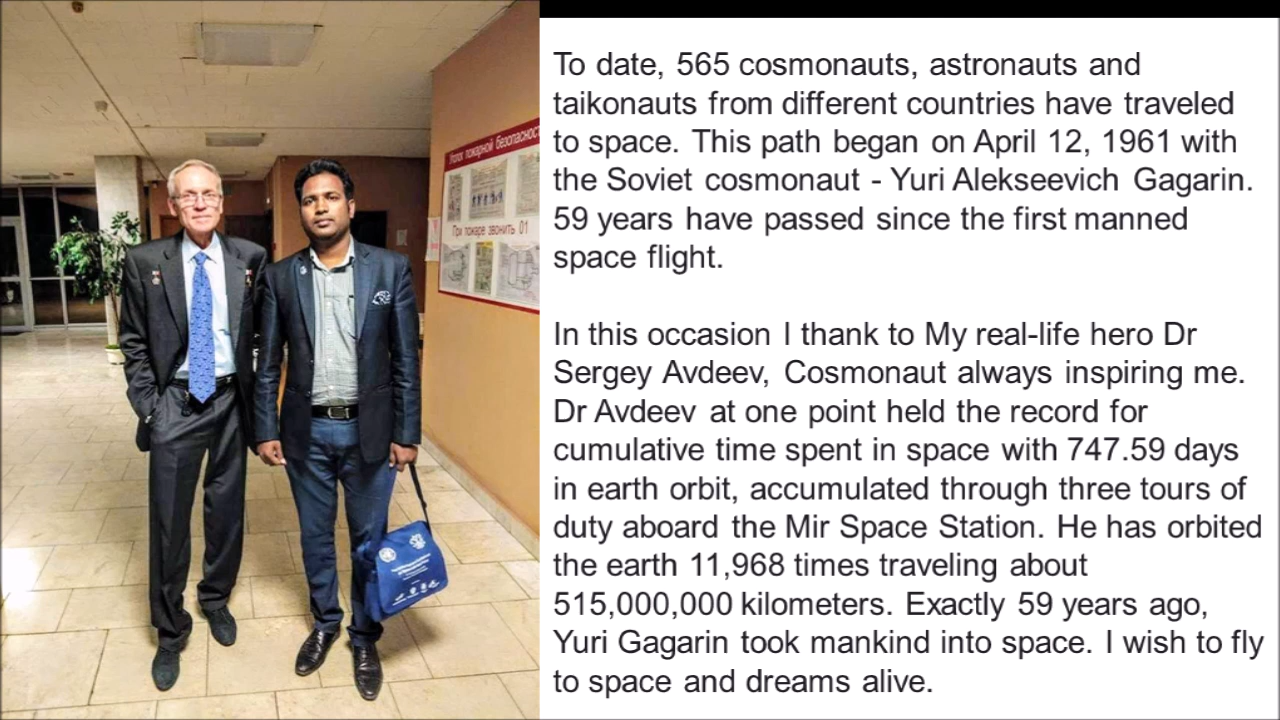 Уголок пожарной безопасност
При пожаре звонить 01
To date, 565 cosmonauts, astronauts and
taikonauts from different countries have traveled
to space. This path began on April 12, 1961 with
the Soviet cosmonaut - Yuri Alekseevich Gagarin.
59 years have passed since the first manned
space flight.
In this occasion I thank to My real-life hero Dr
Sergey Avdeev, Cosmonaut always inspiring me.
Dr Avdeev at one point held the record for
cumulative time spent in space with 747.59 days
in earth orbit, accumulated through three tours of
duty aboard the Mir Space Station. He has orbited
the earth 11,968 times traveling about
515,000,000 kilometers. Exactly 59 years ago,
Yuri Gagarin took mankind into space. I wish to fly
to space and dreams alive.